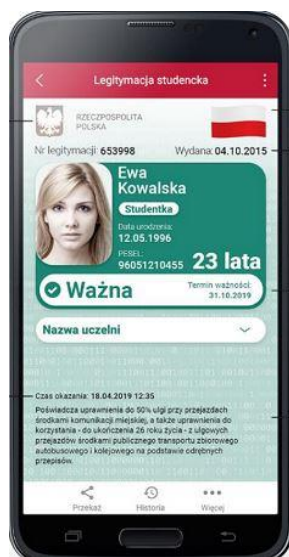 Legitymacja studencka
RZECZPOSPOLITA
POLSKA
Nr legitymacji: 653998 Wydana: 04.10.2015
Ewa
Kowalska
Studentka
Data urodzenia:
12.05.1996
PESEL:
96051210455 23 lata
Ważna Termin ważności:
31.10.2019
Nazwa uczelni
Czas okazania: 18.04.2019 12:35
Poświadcza uprawnienia do 50% ulgi przy przejazdach
środkami komunikacji miejskiej, a także uprawnienia do
korzystania - do ukończenia 26 roku życia - z ulgowych
przejazdów środkami publicznego transportu zbiorowego
autobusowego i kolejowego na podstawie odrębnych
przepisów.
Przekaż Historia Więcej